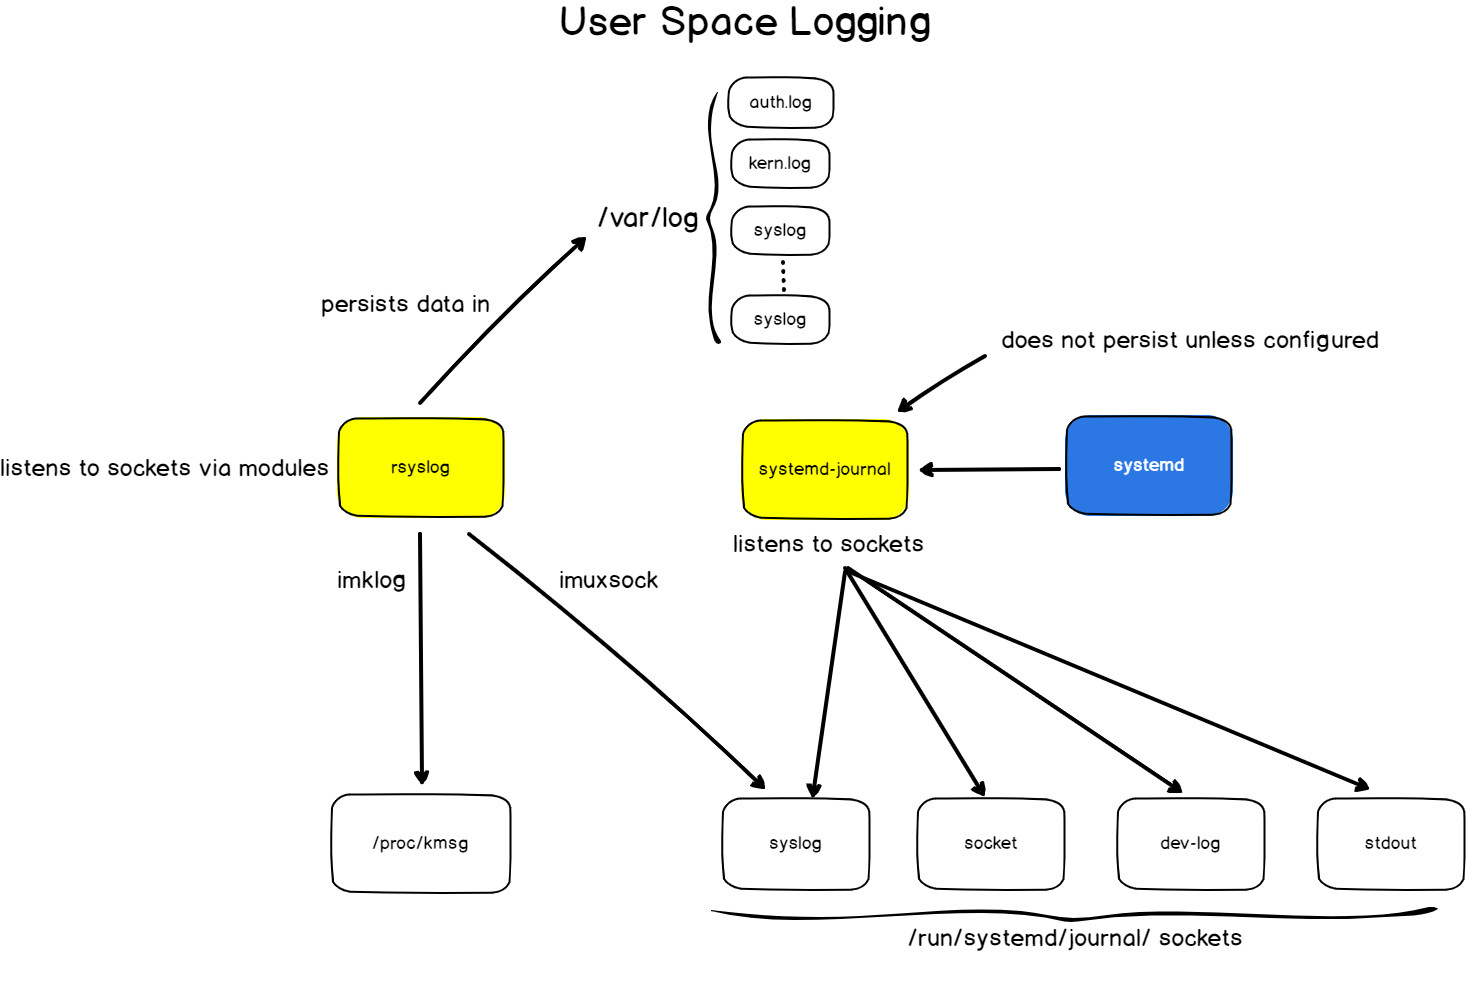 User Space Logging
auth.log
kern.log
/var/log
syslog
persists data in
syslog
does not persist unless configured
listens to sockets via modules
rsyslog
systemd-journal
systemd
listens to sockets
imklog
imuxsock
/proc/kmsg
syslog
socket
dev-log
stdout
/run/systemd/journal/ sockets